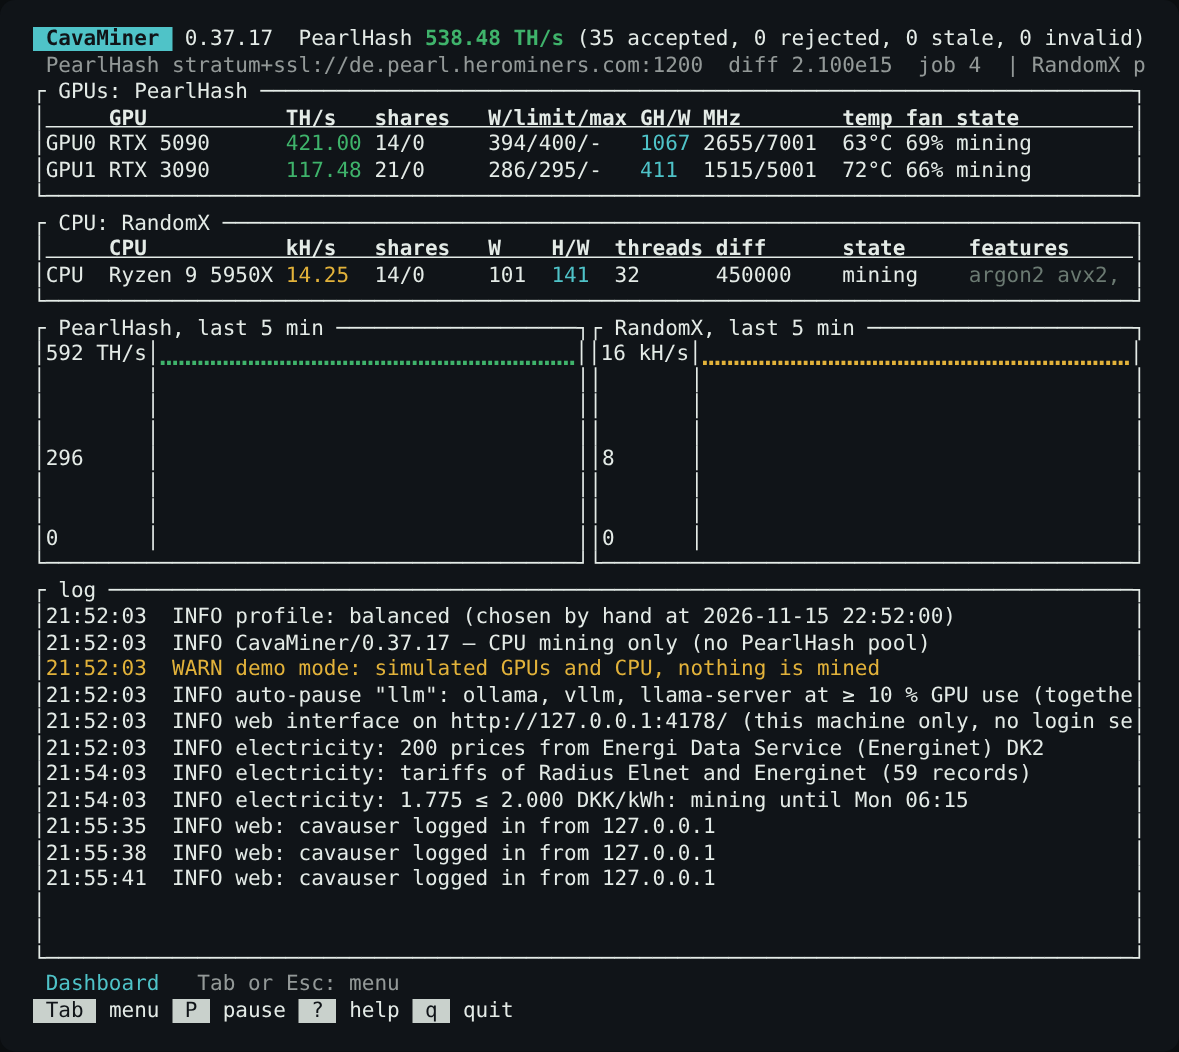 CavaMiner 0.37.17 PearlHash 538.48 TH/s (35 accepted, 0 rejected, 0 stale, 0 invalid)
PearlHash stratum+ssl://de.pearl.herominers.com:1200 diff 2.100e15 job 4 | RandomX p
GPUs: PearlHash
GPU TH/s shares W/limit/max GH/W MHz temp fan state
GPU0 RTX 5090 421.00 14/0 394/400/- 1067 2655/7001 63°C 69% mining
GPU1 RTX 3090 117.48 21/0 286/295/- 411 1515/5001 72°C 66% mining
CPU: RandomX
CPU kH/s shares W H/W threads diff state features
CPU Ryzen 9 5950X 14.25 14/0 101 141 32 450000 mining argon2 avx2,
PearlHash, last 5 min
592 TH/s
296
0
RandomX, last 5 min
16 kH/s
8
0
log
21:52:03 INFO profile: balanced (chosen by hand at 2026-11-15 22:52:00)
21:52:03 INFO CavaMiner/0.37.17 — CPU mining only (no PearlHash pool)
21:52:03 WARN demo mode: simulated GPUs and CPU, nothing is mined
21:52:03 INFO auto-pause "llm": ollama, vllm, llama-server at ≥ 10 % GPU use (togethe
21:52:03 INFO web interface on http://127.0.0.1:4178/ (this machine only, no login se
21:52:03 INFO electricity: 200 prices from Energi Data Service (Energinet) DK2
21:54:03 INFO electricity: tariffs of Radius Elnet and Energinet (59 records)
21:54:03 INFO electricity: 1.775 ≤ 2.000 DKK/kWh: mining until Mon 06:15
21:55:35 INFO web: cavauser logged in from 127.0.0.1
21:55:38 INFO web: cavauser logged in from 127.0.0.1
21:55:41 INFO web: cavauser logged in from 127.0.0.1
Dashboard Tab or Esc: menu
Tab menu P pause ? help q quit